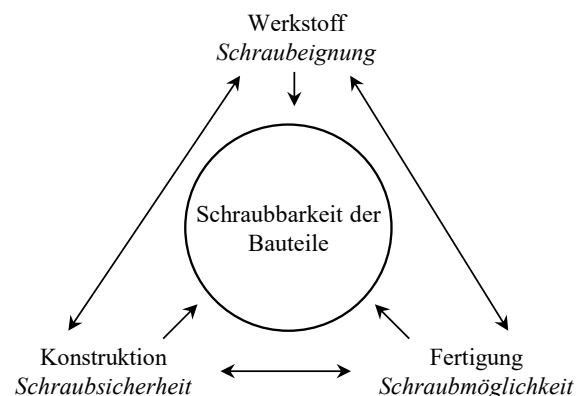 Werkstoff
Schraubeignung
Schraubbarkeit der
Bauteile
Konstruktion
Schraubsicherheit
Fertigung
Schraubmöglichkeit